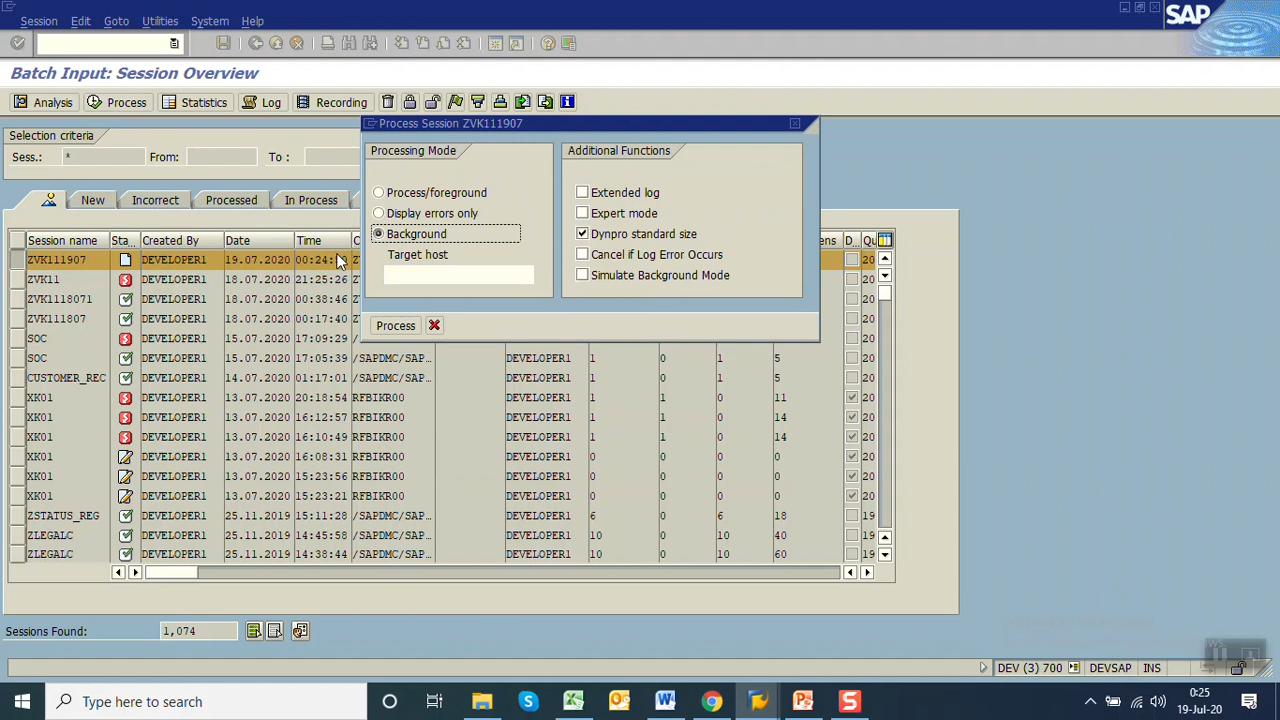 Session Edit Goto Utilities System Help
SAP
Batch Input: Session Overview
Analysis Process Statistics Log Recording
Selection criteria
Sess.: * From: To :
New Incorrect Processed In Process
Session name Sta... Created By Date Time
ZVK111907 DEVELOPER1 19.07.2020 00:24:
ZVK11 DEVELOPER1 18.07.2020 21:25:26
ZVK1118071 DEVELOPER1 18.07.2020 00:38:46
ZVK111807 DEVELOPER1 18.07.2020 00:17:40
SOC DEVELOPER1 15.07.2020 17:09:29
SOC DEVELOPER1 15.07.2020 17:05:39 /SAPDMC/SAP... DEVELOPER1 1 0 1 5 20
CUSTOMER_REC DEVELOPER1 14.07.2020 01:17:01 /SAPDMC/SAP... DEVELOPER1 1 0 1 5 20
XK01 DEVELOPER1 13.07.2020 20:18:54 RFBIKR00 DEVELOPER1 1 1 0 11 20
XK01 DEVELOPER1 13.07.2020 16:12:57 RFBIKR00 DEVELOPER1 1 1 0 14 20
XK01 DEVELOPER1 13.07.2020 16:10:49 RFBIKR00 DEVELOPER1 1 1 0 14 20
XK01 DEVELOPER1 13.07.2020 16:08:31 RFBIKR00 DEVELOPER1 0 0 0 0 20
XK01 DEVELOPER1 13.07.2020 15:23:56 RFBIKR00 DEVELOPER1 0 0 0 0 20
XK01 DEVELOPER1 13.07.2020 15:23:21 RFBIKR00 DEVELOPER1 0 0 0 0 20
ZSTATUS_REG DEVELOPER1 25.11.2019 15:11:28 /SAPDMC/SAP... DEVELOPER1 6 0 6 18 19
ZLEGALC DEVELOPER1 25.11.2019 14:45:58 /SAPDMC/SAP... DEVELOPER1 10 0 10 40 20
ZLEGALC DEVELOPER1 25.11.2019 14:38:44 /SAPDMC/SAP... DEVELOPER1 10 0 10 60 20
Process Session ZVK111907
Processing Mode Additional Functions
Process/foreground Extended log
Display errors only Expert mode
Background Dynpro standard size
Target host Cancel if Log Error Occurs
Simulate Background Mode
Process
Sessions Found: 1,074
DEV (3) 700 DEVSAP INS
Type here to search
0:25
19-Jul-20